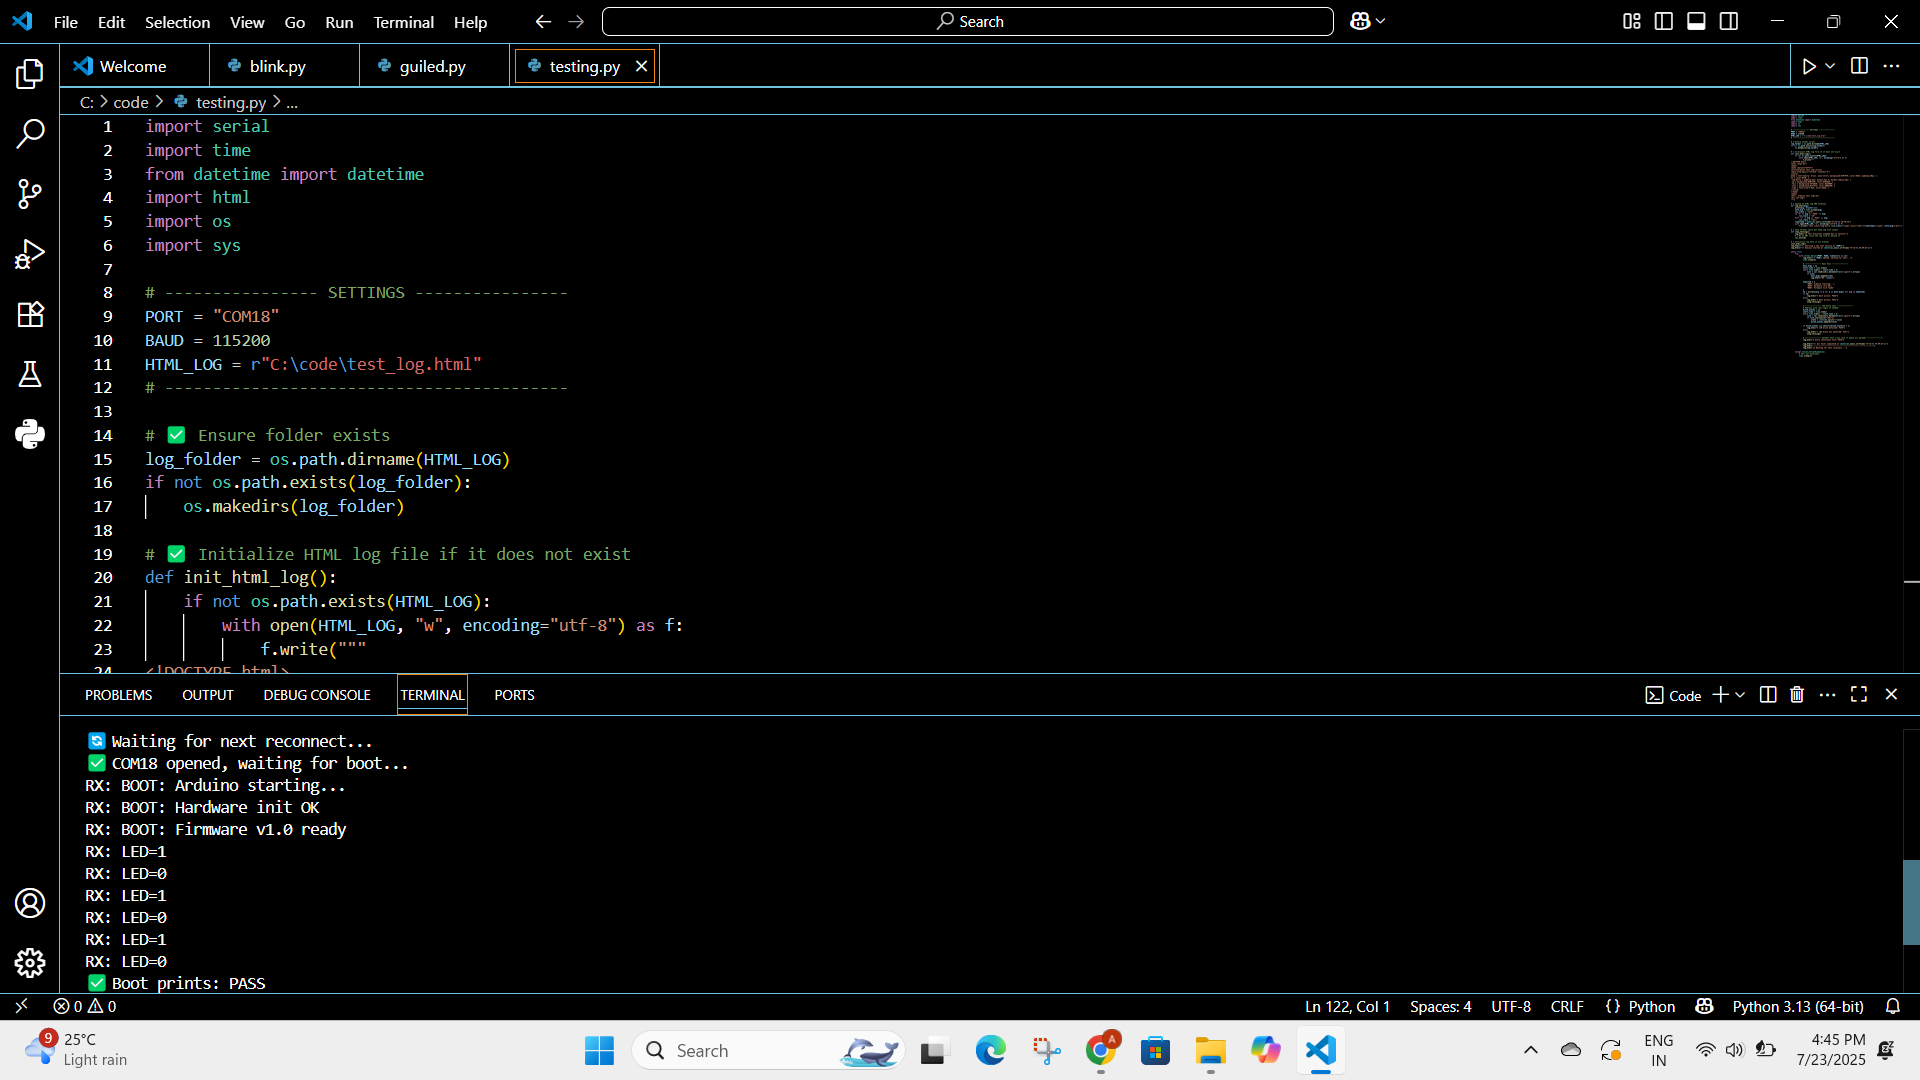 File Edit Selection View Go Run Terminal Help
Search
Welcome blink.py guiled.py testing.py
C: > code > testing.py > ...
1 import serial
2 import time
3 from datetime import datetime
4 import html
5 import os
6 import sys
7
8 # ---------------- SETTINGS ----------------
9 PORT = "COM18"
10 BAUD = 115200
11 HTML_LOG = r"C:\code\test_log.html"
12 # ------------------------------------------
13
14 # ✅ Ensure folder exists
15 log_folder = os.path.dirname(HTML_LOG)
16 if not os.path.exists(log_folder):
17     os.makedirs(log_folder)
18
19 # ✅ Initialize HTML log file if it does not exist
20 def init_html_log():
21     if not os.path.exists(HTML_LOG):
22         with open(HTML_LOG, "w", encoding="utf-8") as f:
23             f.write("""
24 <!DOCTYPE html>
PROBLEMS OUTPUT DEBUG CONSOLE TERMINAL PORTS Code
🔄 Waiting for next reconnect...
✅ COM18 opened, waiting for boot...
RX: BOOT: Arduino starting...
RX: BOOT: Hardware init OK
RX: BOOT: Firmware v1.0 ready
RX: LED=1
RX: LED=0
RX: LED=1
RX: LED=0
RX: LED=1
RX: LED=0
✅ Boot prints: PASS
0 0 Ln 122, Col 1 Spaces: 4 UTF-8 CRLF {} Python Python 3.13 (64-bit)
9 25°C
Light rain
Search
A
ENG
IN
4:45 PM
7/23/2025